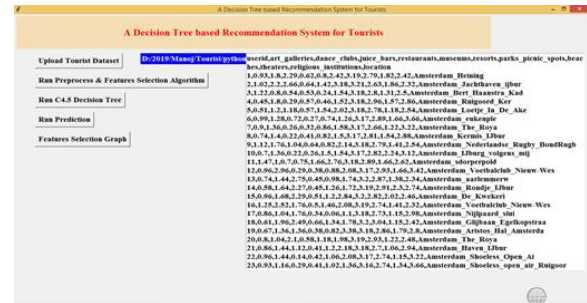 A Decision Tree based Recommendation System for Tourists
A Decision Tree based Recommendation System for Tourists
Upload Tourist Dataset
D:/2019/Manoj/Tourist/python
Run Preprocess & Features Selection Algorithm
Run C4.5 Decision Tree
Run Prediction
Features Selection Graph
userid,art_galleries,dance_clubs,juice_bars,restaurants,museums,resorts,parks_picnic_spots,beac
hes,theaters,religious_institutions,location
1,0.93,1.8,2.29,0.62,0.8,2.42,3.19,2.79,1.82,2.42,Amsterdam_Heining
2,1.02,2.2,2.66,0.64,1.42,3.18,3.21,2.63,1.86,2.32,Amsterdam_Jachthaven_ijbur
3,1.22,0.8,0.54,0.53,0.24,1.54,3.18,2.8,1.31,2.5,Amsterdam_Bert_Haanstra_Kad
4,0.45,1.8,0.29,0.57,0.46,1.52,3.18,2.96,1.57,2.86,Amsterdam_Ruigoord_Ker
5,0.51,1.2,1.18,0.57,1.54,2.02,3.18,2.78,1.18,2.54,Amsterdam_Loetje_In_De_Ake
6,0.99,1.28,0.72,0.27,0.74,1.26,3.17,2.89,1.66,3.66,Amsterdam_eukenple
7,0.9,1.36,0.26,0.32,0.86,1.58,3.17,2.66,1.22,3.22,Amsterdam_The_Roya
8,0.74,1.4,0.22,0.41,0.82,1.5,3.17,2.81,1.54,2.88,Amsterdam_Kermis_IJbur
9,1.12,1.76,1.04,0.64,0.82,2.14,3.18,2.79,1.41,2.54,Amsterdam_Nederlandse_Rugby_BondRugb
10,0.7,1.36,0.22,0.26,1.5,1.54,3.17,2.82,2.24,3.12,Amsterdam_IJburg_volgens_mij
11,1.47,1,0.7,0.75,1.66,2.76,3.18,2.89,1.66,2.62,Amsterdam_sdorperpold
12,0.96,2.96,0.29,0.38,0.88,2.08,3.17,2.93,1.66,3.42,Amsterdam_Voetbalclub_Nieuw-Wes
13,0.74,1.44,2.75,0.45,0.98,1.74,3.2,2.87,1.38,2.34,Amsterdam_aarlemmerw
14,0.58,1.64,2.27,0.45,1.26,1.72,3.19,2.91,2.3,2.74,Amsterdam_Rondje_IJbur
15,0.96,1.68,2.29,0.51,1.2,2.84,3.2,2.82,2.02,2.46,Amsterdam_De_Kwekeri
16,1.25,2.52,1.76,0.5,1.46,2.08,3.19,2.74,1.41,2.32,Amsterdam_Voetbalclub_Nieuw-Wes
17,0.86,1.04,1.76,0.34,0.06,1.1,3.18,2.73,1.15,2.98,Amsterdam_Nijlpaard_slui
18,0.61,1.96,2.49,0.66,1.34,1.78,3.2,3.04,1.15,2.42,Amsterdam_Glijbaan_Egelkopstraa
19,0.67,1.36,1.36,0.38,0.82,3.38,3.18,2.86,1.79,2.8,Amsterdam_Aristos_Hal_Amsterda
20,0.8,1.04,2.1,0.58,1.18,1.98,3.19,2.93,1.22,2.48,Amsterdam_The_Roya
21,0.86,1.44,1.12,0.41,1.2,2.18,3.18,2.7,1.06,2.94,Amsterdam_Haven_IJbur
22,0.96,1.44,0.14,0.42,1.06,2.08,3.17,2.74,1.15,3.22,Amsterdam_Shoeless_Open_Ai
23,0.93,1.16,0.29,0.41,1.02,1.36,3.16,2.74,1.34,3.66,Amsterdam_Shoeless_open_air_Ruigoor